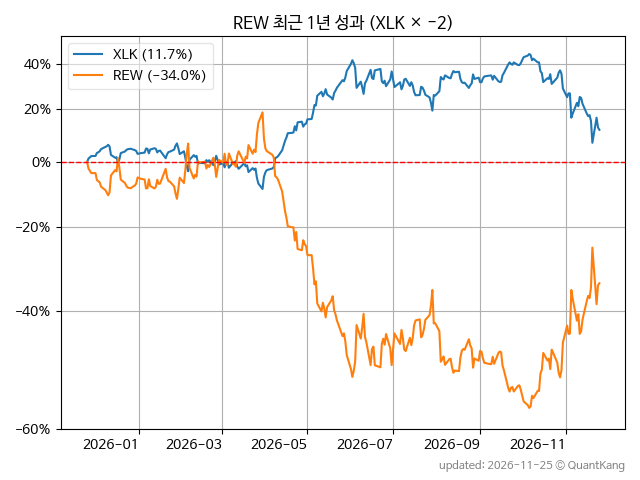 REW 최근 1년 성과 (XLK × −2)
XLK (11.7%)
REW (−34.0%)
40%
20%
0%
−20%
−40%
−60%
2026−01 2026−03 2026−05 2026−07 2026−09 2026−11
updated: 2026−11−25 ⓒ QuantKang